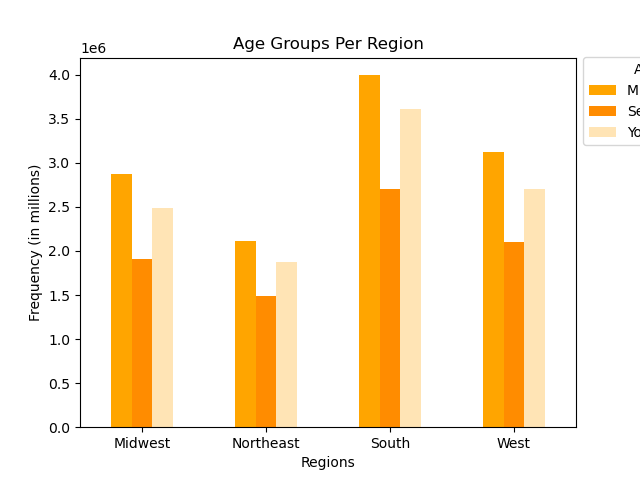 Age Groups Per Region
1e6
4.0
3.5
3.0
2.5
2.0
1.5
1.0
0.5
0.0
Frequency (in millions)
Midwest Northeast South West
Regions